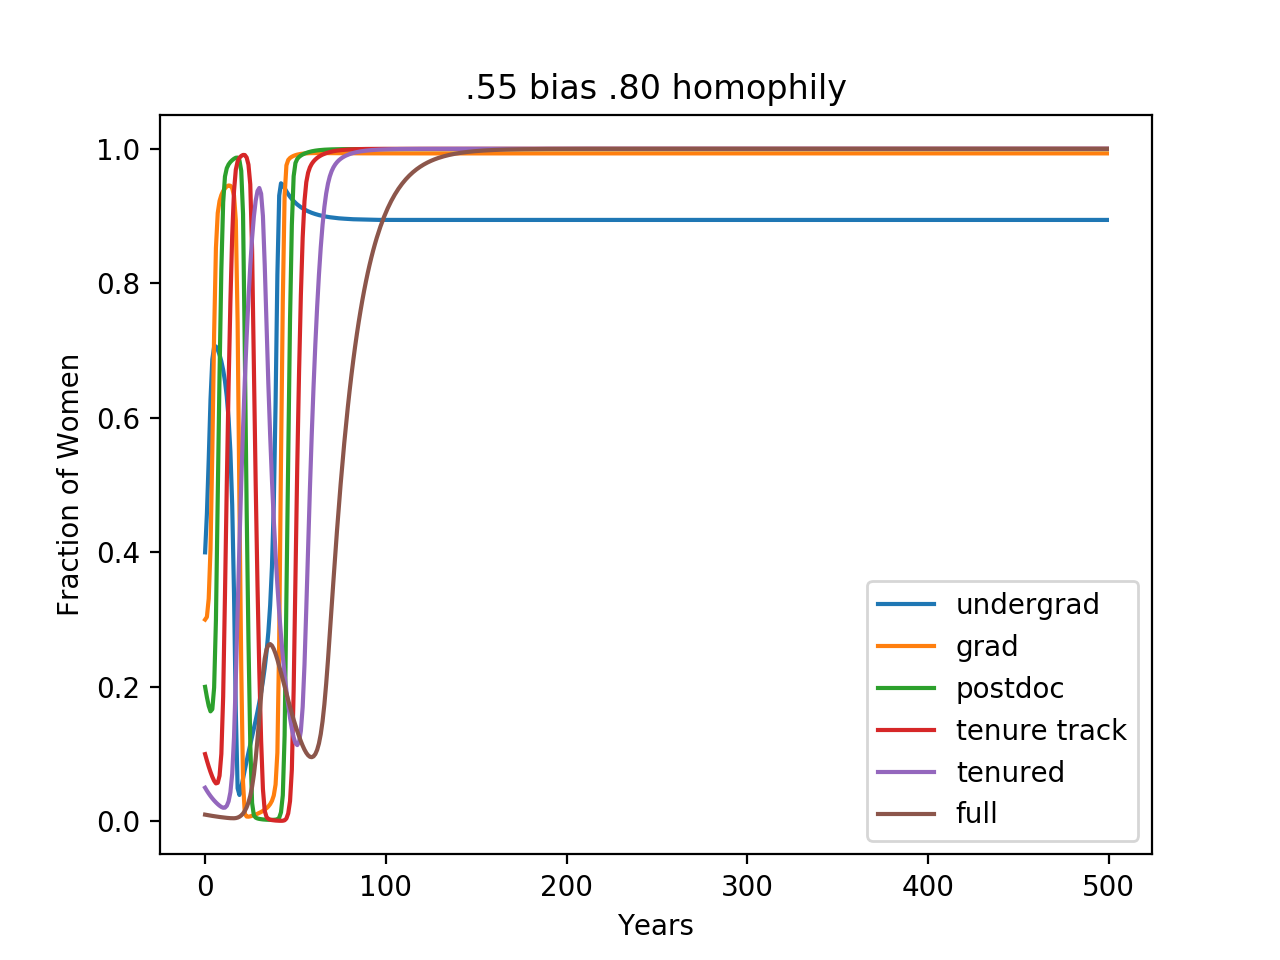 .55 bias .80 homophily
1.0
0.8
0.6
0.4
0.2
0.0
Fraction of Women
0 100 200 300 400 500
Years
undergrad
grad
postdoc
tenure track
tenured
full